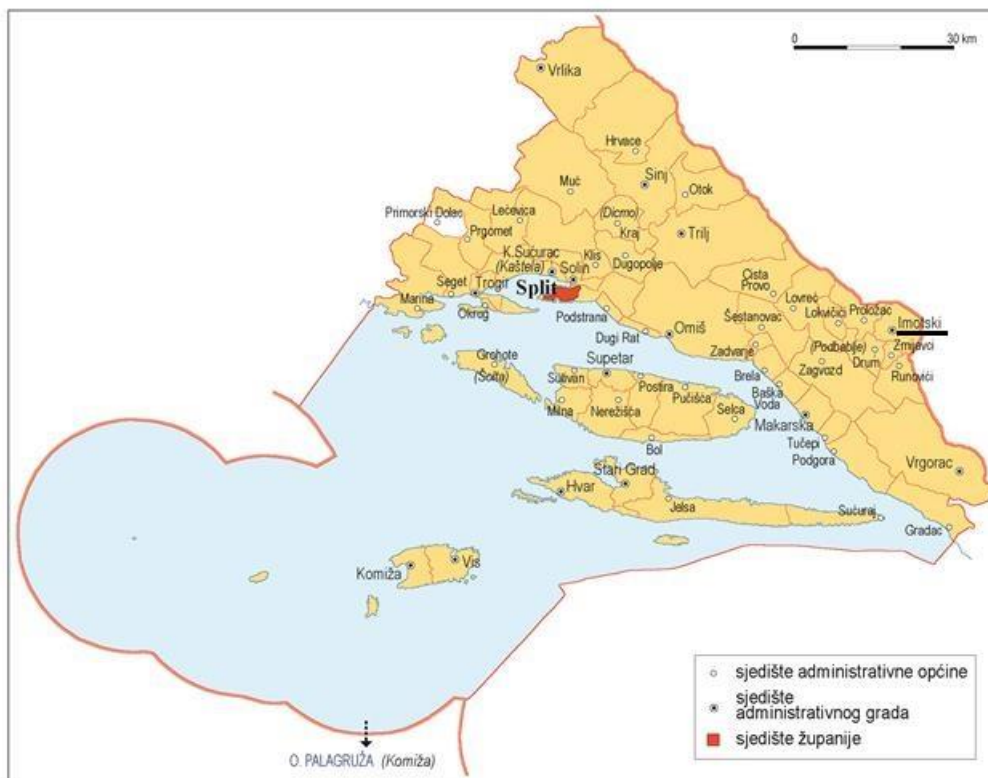 0 30 km
Vrlika
Hrvace
Sinj
Muč
Otok
Primorski Dolac
Lećevica
(Dicmo)
Kraj
Trilj
Prgomet
K.Sućurac
(Kaštela)
Klis
Solin
Dugopolje
Seget
Trogir
Split
Marina
Okrog
Podstrana
Dugi Rat
Omiš
Cista
Provo
Lovreć
Lokvičići
Proložac
Imotski
Šestanovac
(Podbablje)
Zmijevci
Zadvarje
Zagvozd
Drum
Runovići
Grohote
(Šolta)
Supetar
Sutivan
Postira
Pučišća
Brela
Baška
Voda
Milna
Nerežišća
Selca
Makarska
Bol
Tučepi
Podgora
Stari Grad
Hvar
Vrgorac
Jelsa
Sućuraj
Gradac
Komiža
Vis
sjedište administrativne općine
sjedište
administrativnog grada
sjedište županije
O. PALAGRUŽA (Komiža)